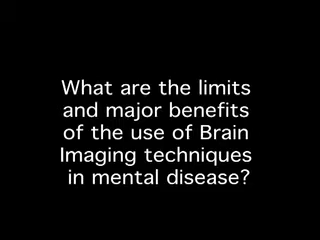 What are the limits
and major benefits
of the use of Brain
Imaging techniques
in mental disease?